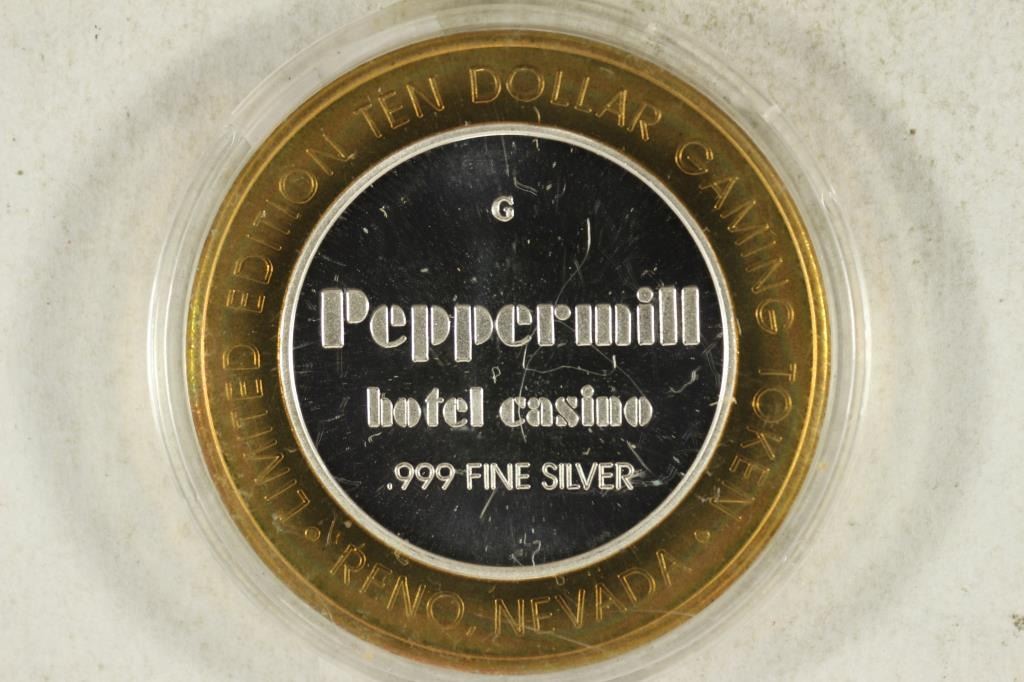 LIMITED EDITION TEN DOLLAR GAMING TOKEN
• RENO, NEVADA •
G
Peppermill
hotel casino
.999 FINE SILVER